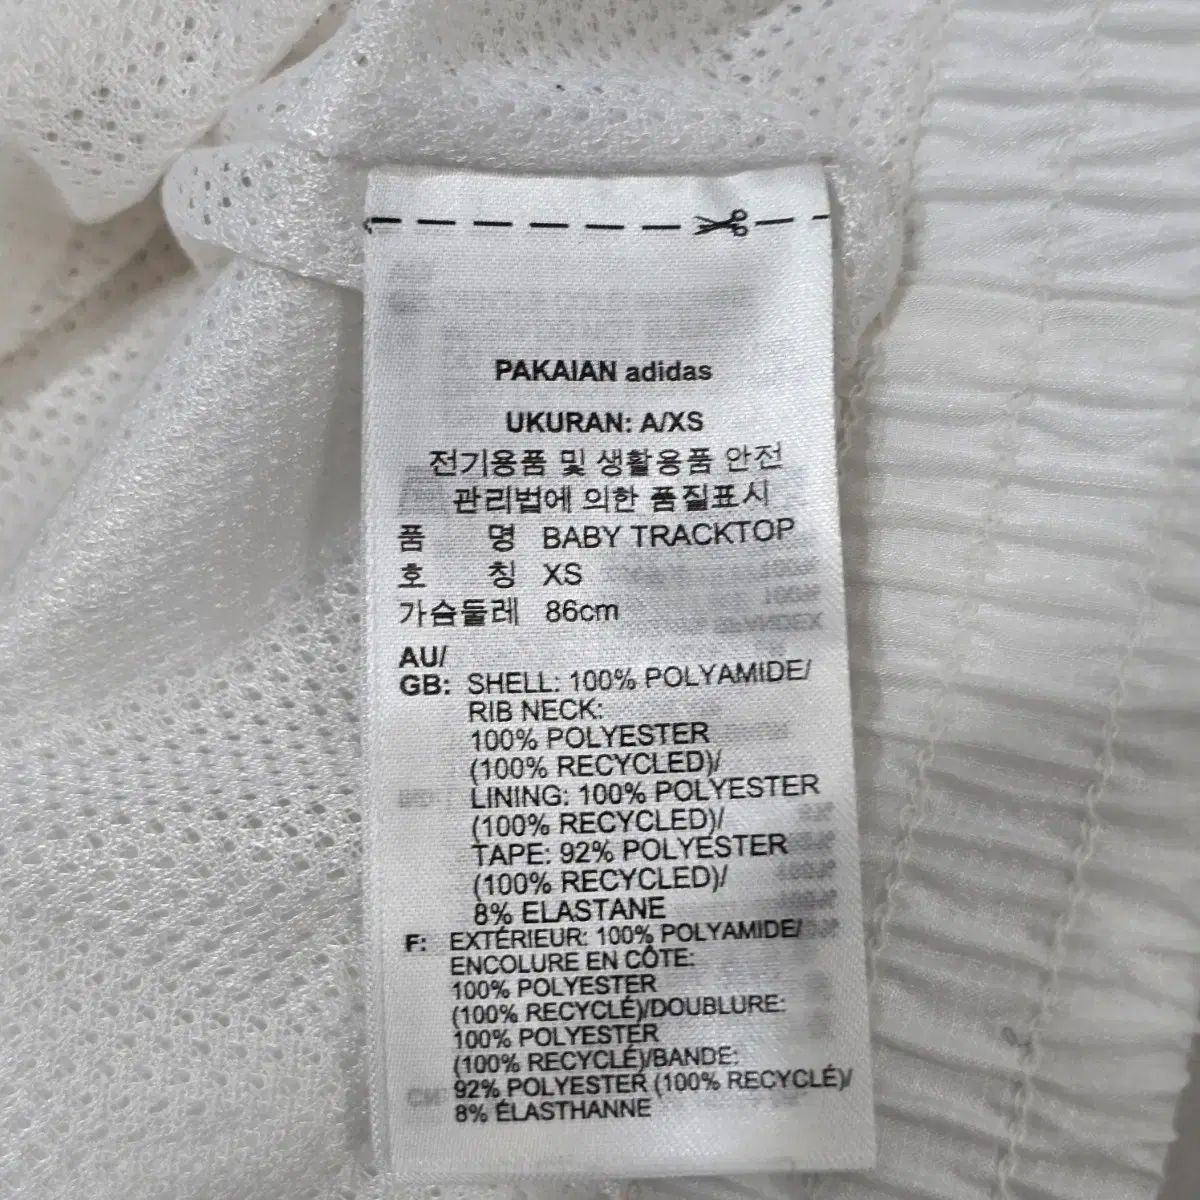 PAKAIAN adidas
UKURAN: A/XS
전기용품 및 생활용품 안전
관리법에 의한 품질표시
품 명 BABY TRACKTOP
호 칭 XS
가슴둘레 86cm
AU/
GB: SHELL: 100% POLYAMIDE/
RIB NECK:
100% POLYESTER
(100% RECYCLED)/
LINING: 100% POLYESTER
(100% RECYCLED)/
TAPE: 92% POLYESTER
(100% RECYCLED)/
8% ELASTANE
F: EXTÉRIEUR: 100% POLYAMIDE/
ENCOLURE EN CÔTE:
100% POLYESTER
(100% RECYCLÉ)/DOUBLURE:
100% POLYESTER
(100% RECYCLÉ)/BANDE:
92% POLYESTER (100% RECYCLÉ)/
8% ÉLASTHANNE